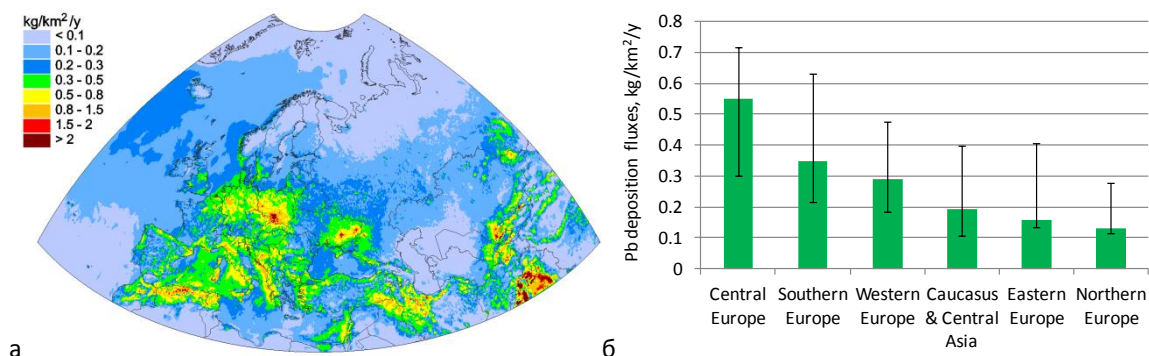 kg/km²/y
< 0.1
0.1 - 0.2
0.2 - 0.3
0.3 - 0.5
0.5 - 0.8
0.8 - 1.5
1.5 - 2
> 2
а
Pb deposition fluxes, kg/km²/y
0.8
0.7
0.6
0.5
0.4
0.3
0.2
0.1
0
Central Europe
Southern Europe
Western Europe
Caucasus & Central Asia
Eastern Europe
Northern Europe
б